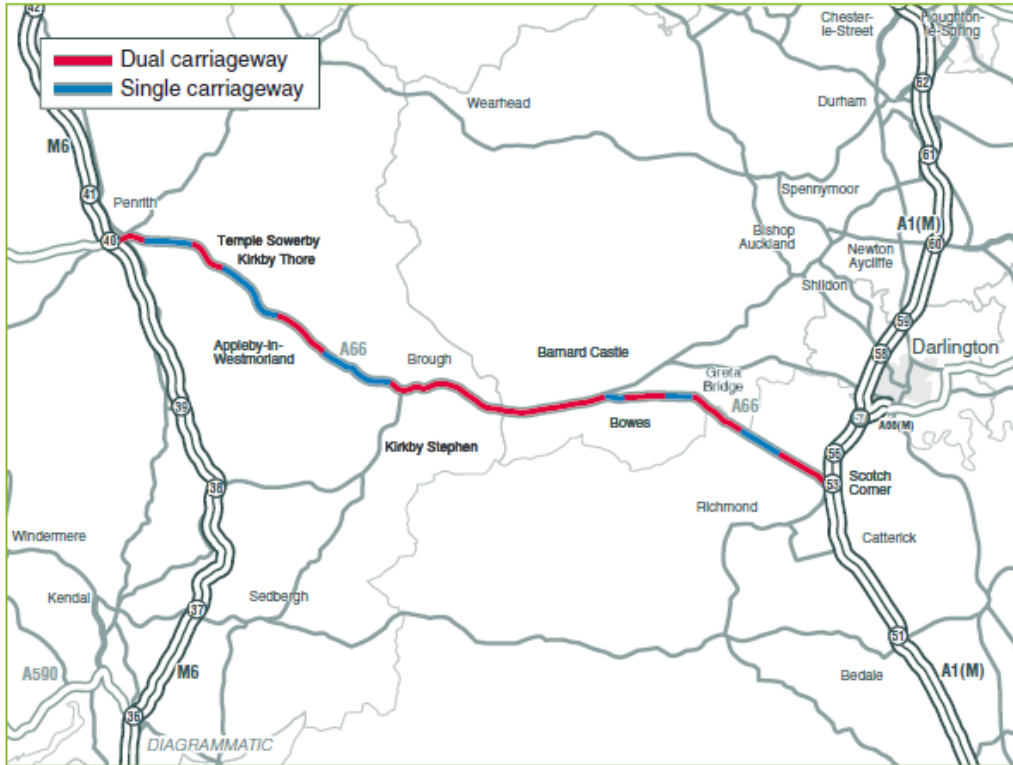 42
Dual carriageway
Single carriageway
Chester-
le-Street
Houghton-
le-Spring
Wearhead
62
Durham
M6
61
41
Penrith
Spennymoor
A1(M)
40
Temple Sowerby
Kirkby Thore
Bishop
Auckland
60
Newton
Aycliffe
Shildon
59
Appleby-in-
Westmorland
A66
Brough
Barnard Castle
58
Darlington
Greta
Bridge
39
A66
57
A66(M)
Bowes
Kirkby Stephen
56
38
53
Scotch
Corner
Richmond
Windermere
Catterick
Kendal
Sedbergh
37
51
A590
M6
Bedale
A1(M)
36
DIAGRAMMATIC